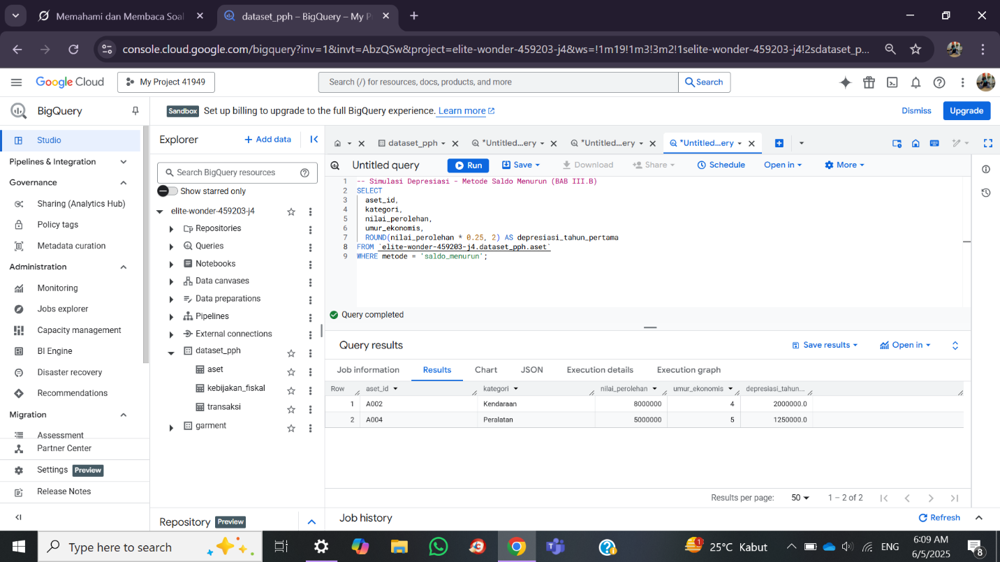 Memahami dan Membaca Soal
dataset_pph – BigQuery – My P
console.cloud.google.com/bigquery?inv=1&invt=AbzQSw&project=elite-wonder-459203-j4&ws=!1m19!1m3!3m2!1selite-wonder-459203-j4!2sdataset_p...
Google Cloud
My Project 41949
Search (/) for resources, docs, products, and more
Search
BigQuery
Sandbox Set up billing to upgrade to the full BigQuery experience. Learn more
Dismiss
Upgrade
Studio
Pipelines & Integration
Governance
Sharing (Analytics Hub)
Policy tags
Metadata curation
Administration
Monitoring
Jobs explorer
Capacity management
BI Engine
Disaster recovery
Recommendations
Migration
Assessment
Partner Center
Settings Preview
Release Notes
Explorer
+ Add data
Search BigQuery resources
Show starred only
elite-wonder-459203-j4
Repositories
Queries
Notebooks
Data canvases
Data preparations
Pipelines
External connections
dataset_pph
aset
kebijakan_fiskal
transaksi
garment
Repository Preview
dataset_pph
*Untitled...ery
*Untitled...ery
*Untitled...ery
Untitled query
Run
Save
Download
Share
Schedule
Open in
More
1 -- Simulasi Depresiasi - Metode Saldo Menurun (BAB III.B)
2 SELECT
3 aset_id,
4 kategori,
5 nilai_perolehan,
6 umur_ekonomis,
7 ROUND(nilai_perolehan * 0.25, 2) AS depresiasi_tahun_pertama
8 FROM `elite-wonder-459203-j4.dataset_pph.aset`
9 WHERE metode = 'saldo_menurun';
Query completed
Query results
Save results
Open in
Job information
Results
Chart
JSON
Execution details
Execution graph
Row aset_id kategori nilai_perolehan umur_ekonomis depresiasi_tahun...
1 A002 Kendaraan 8000000 4 2000000.0
2 A004 Peralatan 5000000 5 1250000.0
Results per page: 50 1 – 2 of 2
Job history
Refresh
Type here to search
1
25°C Kabut
ENG
6:09 AM
6/5/2025
8